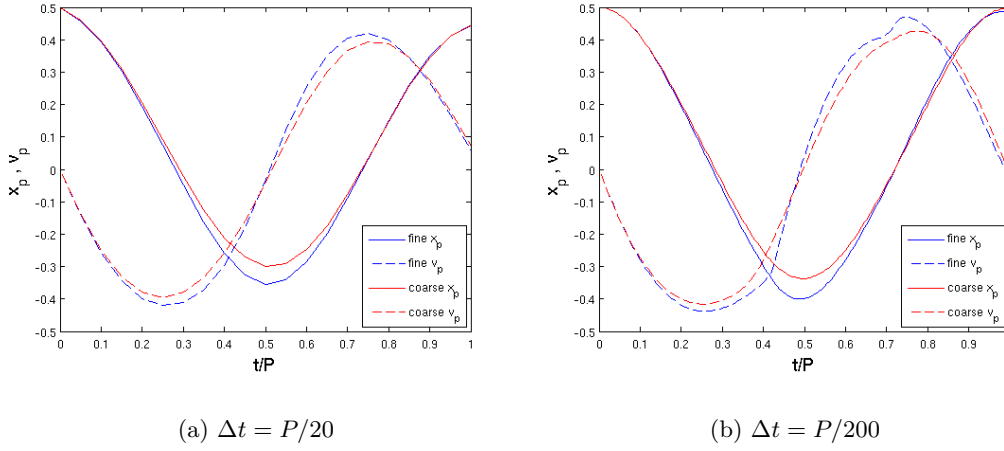 0.5
0.4
0.3
0.2
0.1
0
-0.1
-0.2
-0.3
-0.4
-0.5
x_p , v_p
0 0.1 0.2 0.3 0.4 0.5 0.6 0.7 0.8 0.9 1
t/P
fine x_p
fine v_p
coarse x_p
coarse v_p
(a) Δt = P/20
0.5
0.4
0.3
0.2
0.1
0
-0.1
-0.2
-0.3
-0.4
-0.5
x_p , v_p
0 0.1 0.2 0.3 0.4 0.5 0.6 0.7 0.8 0.9
t/P
fine x_p
fine v_p
coarse x_p
coarse v_p
(b) Δt = P/200